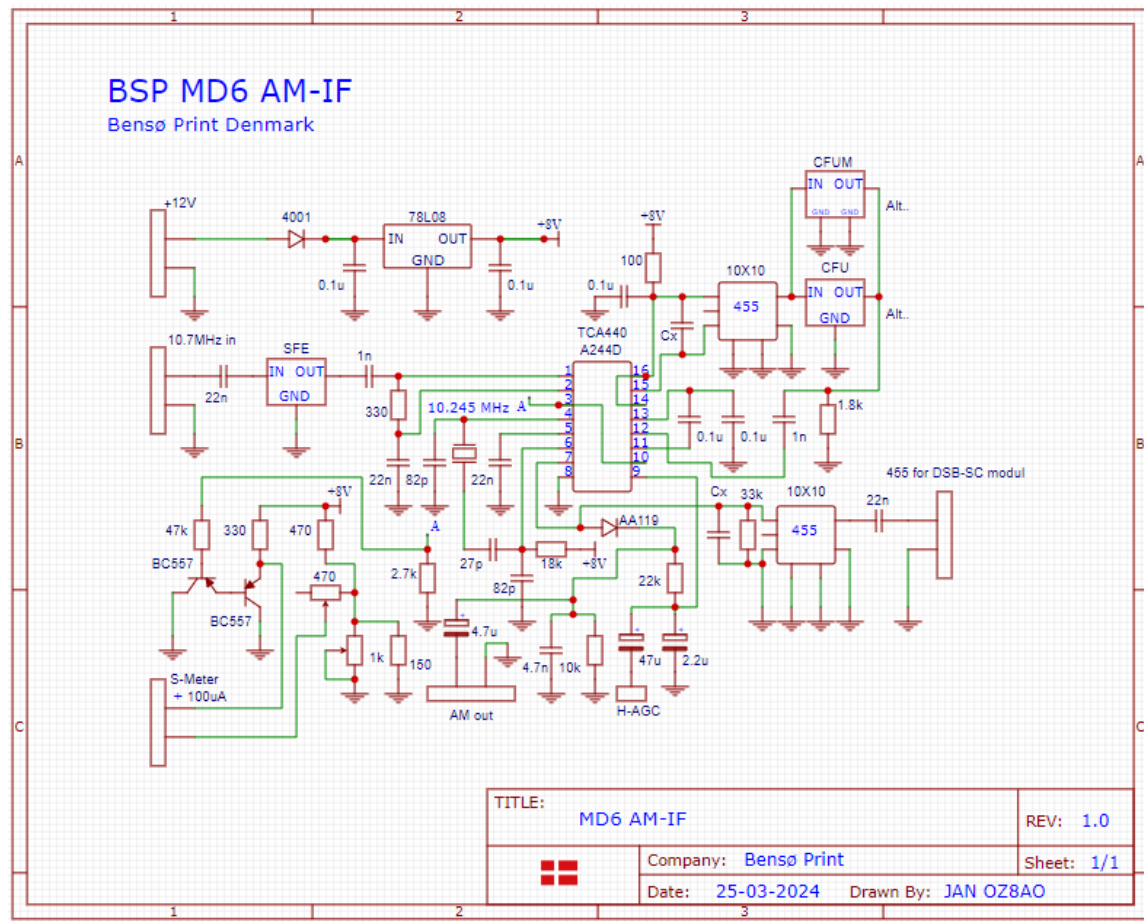 1 2 3
BSP MD6 AM-IF
Bensø Print Denmark
A A
CFUM
IN OUT
GND GND
Alt..
+12V
4001
78L08
IN OUT
GND
+8V
0.1u
0.1u
+8V
100
0.1u
10X10
455
Cx
CFU
IN OUT
GND
Alt..
TCA440
A244D
10.7MHz in
22n
SFE
IN OUT
GND
1n
330
10.245 MHz A
1 16
2 15
3 14
4 13
5 12
6 11
7 10
8 9
0.1u
0.1u
1n
1.8k
B B
22n
82p
22n
455 for DSB-SC modul
+8V
47k
330
470
A
AA119
Cx
33k
10X10
455
22n
BC557
470
2.7k
27p
18k
+8V
22k
BC557
82p
+
4.7u
1k
150
4.7n
10k
+
47u
+
2.2u
S-Meter
+ 100uA
AM out
H-AGC
C C
TITLE:
MD6 AM-IF
REV: 1.0
Company: Bensø Print
Sheet: 1/1
Date: 25-03-2024 Drawn By: JAN OZ8AO
1 2 3